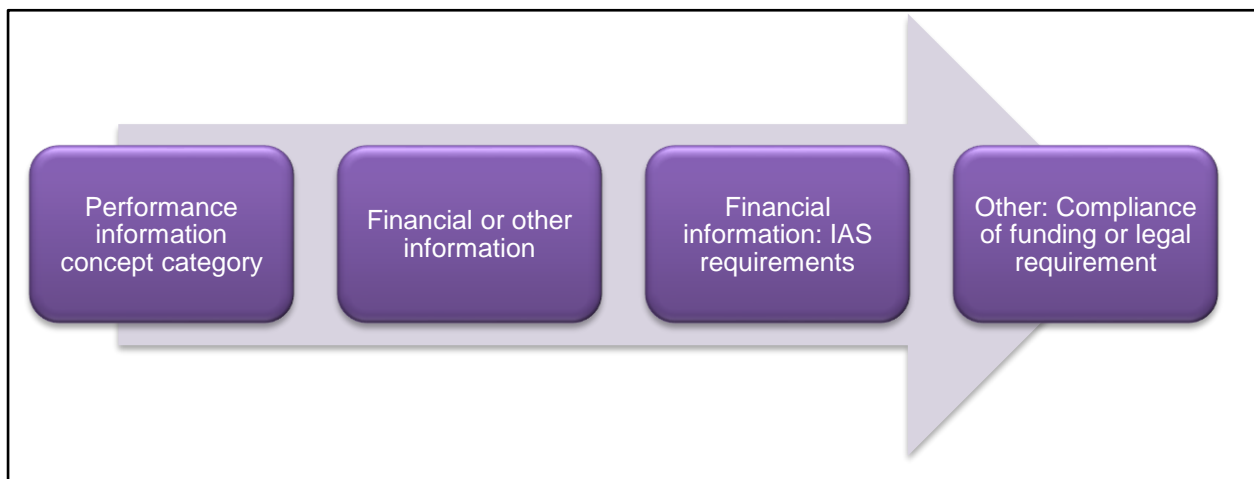 Performance
information
concept category
Financial or other
information
Financial
information: IAS
requirements
Other: Compliance
of funding or legal
requirement